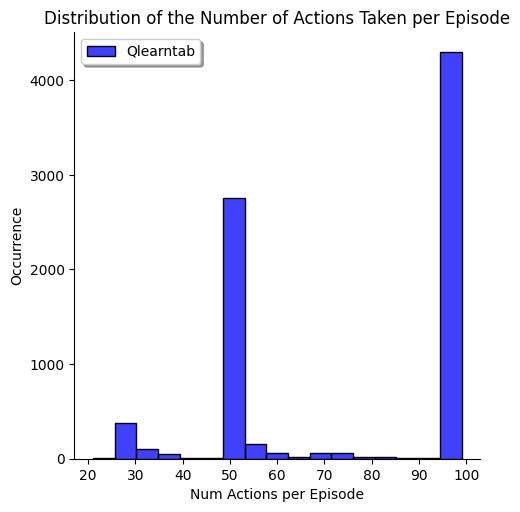 Distribution of the Number of Actions Taken per Episode
Qlearntab
4000
3000
2000
1000
0
Occurrence
20 30 40 50 60 70 80 90 100
Num Actions per Episode